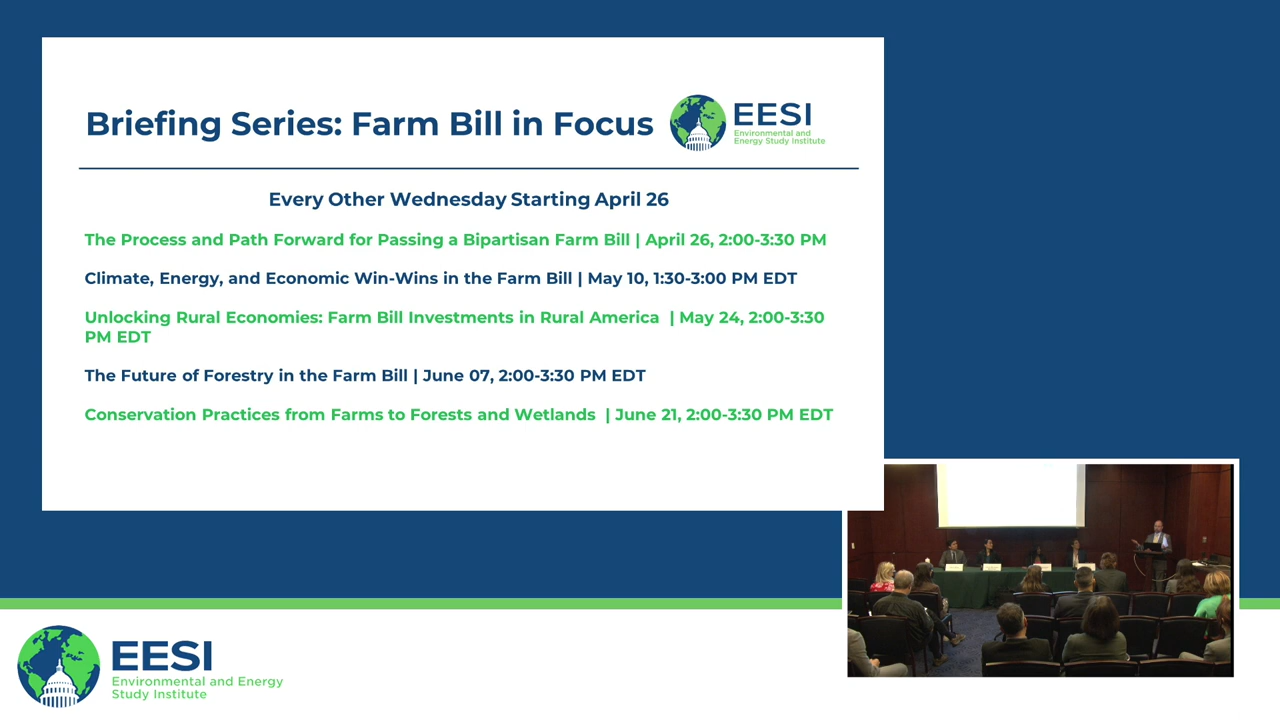 Briefing Series: Farm Bill in Focus
EESI
Environmental and
Energy Study Institute
Every Other Wednesday Starting April 26
The Process and Path Forward for Passing a Bipartisan Farm Bill | April 26, 2:00-3:30 PM
Climate, Energy, and Economic Win-Wins in the Farm Bill | May 10, 1:30-3:00 PM EDT
Unlocking Rural Economies: Farm Bill Investments in Rural America | May 24, 2:00-3:30
PM EDT
The Future of Forestry in the Farm Bill | June 07, 2:00-3:30 PM EDT
Conservation Practices from Farms to Forests and Wetlands | June 21, 2:00-3:30 PM EDT
EESI
Environmental and Energy
Study Institute